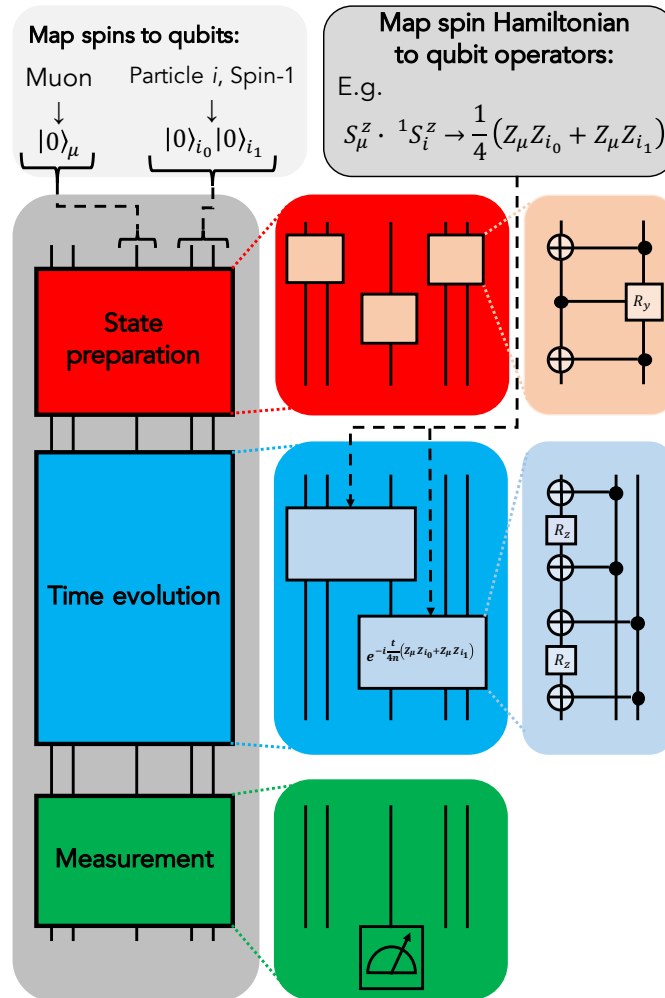 Map spins to qubits:
Muon
Particle i, Spin-1
↓
↓
|0⟩_μ
|0⟩_{i_0}|0⟩_{i_1}
Map spin Hamiltonian
to qubit operators:
E.g.
S_μ^z · ^1S_i^z → 1/4 (Z_μ Z_{i_0} + Z_μ Z_{i_1})
State
preparation
R_y
Time evolution
e^{-i t/4n (Z_μ Z_{i_0} + Z_μ Z_{i_1})}
R_z
R_z
Measurement